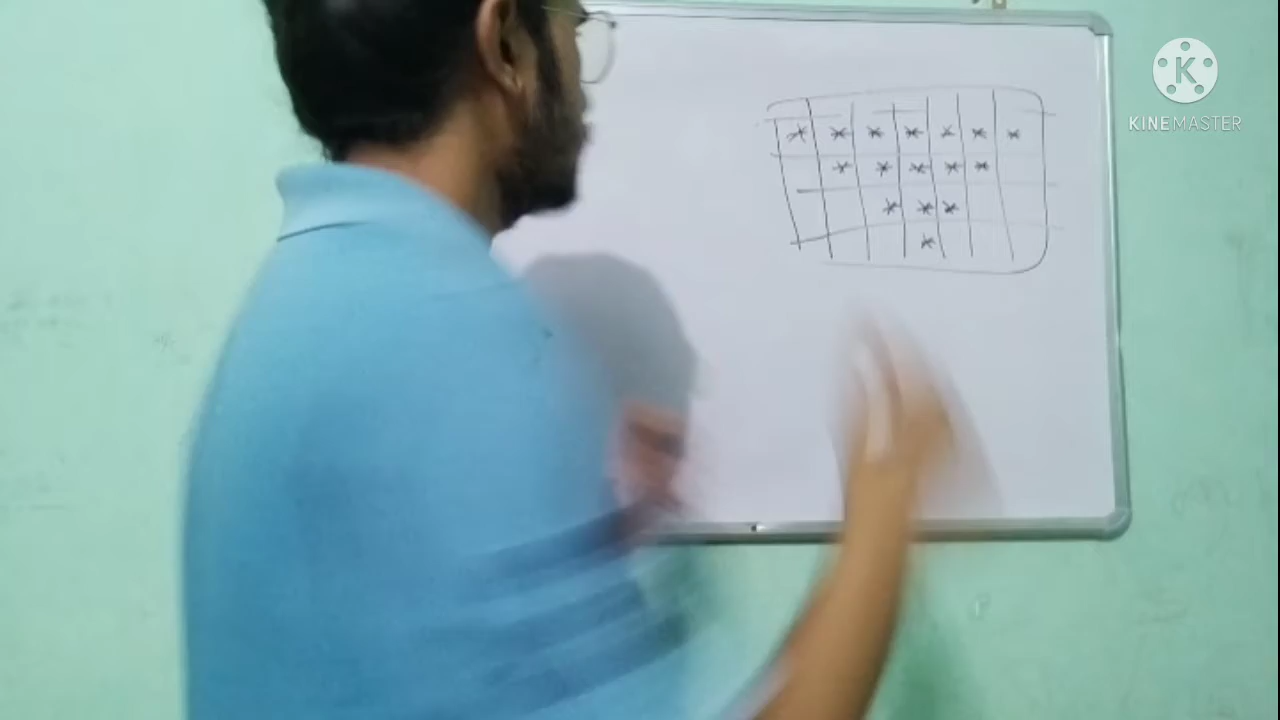 * * * * * * *
* * * * *
* * *
*
K
KINEMASTER